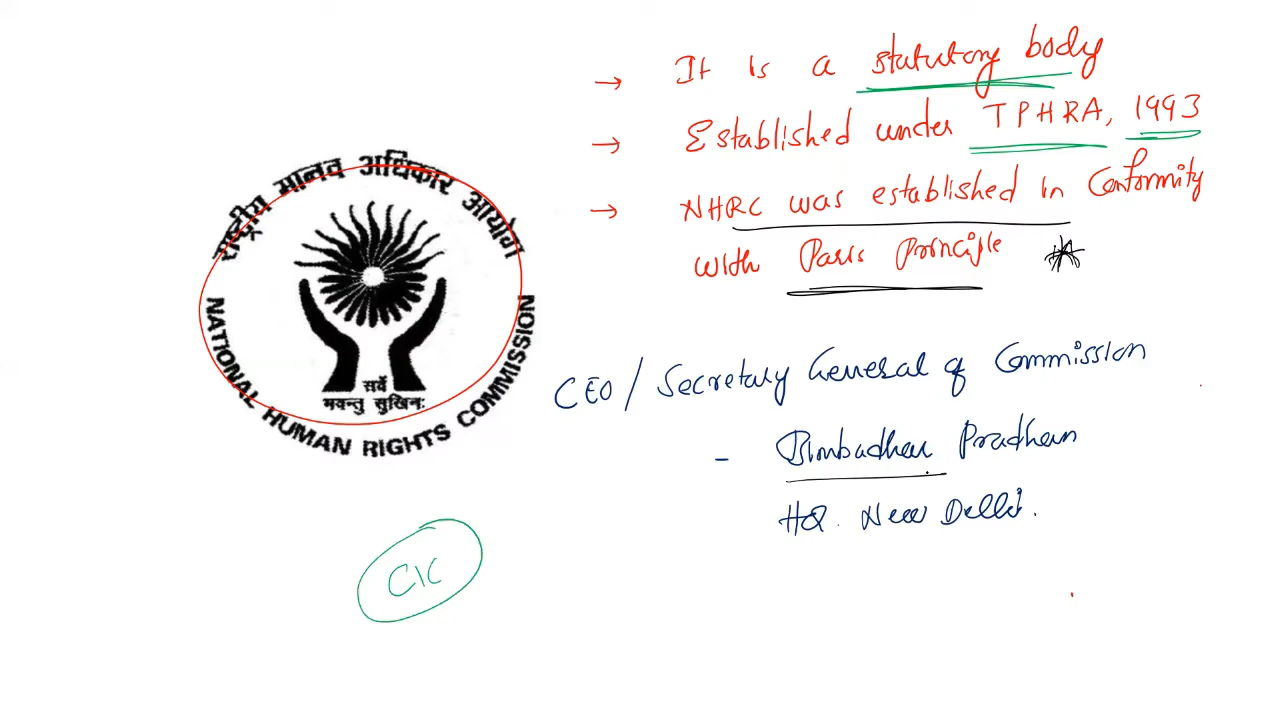 राष्ट्रीय मानव अधिकार आयोग
NATIONAL HUMAN RIGHTS COMMISSION
सर्वे
भवन्तु सुखिनः
→ It is a statutory body
→ Established under TPHRA, 1993
→ NHRC was established in Conformity
with Paris Principle
CEO / Secretary General of Commission
- Bimbadhar Pradhan
HQ. New Delhi.
CIC